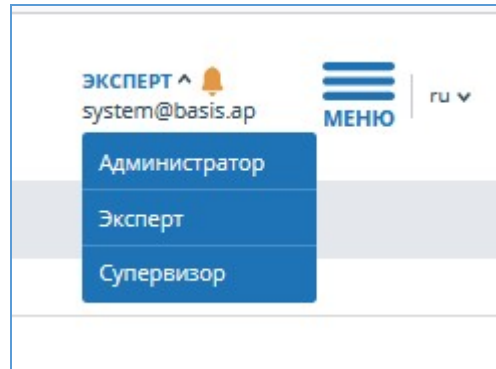 ЭКСПЕРТ
system@basis.ap
МЕНЮ
ru
Администратор
Эксперт
Супервизор